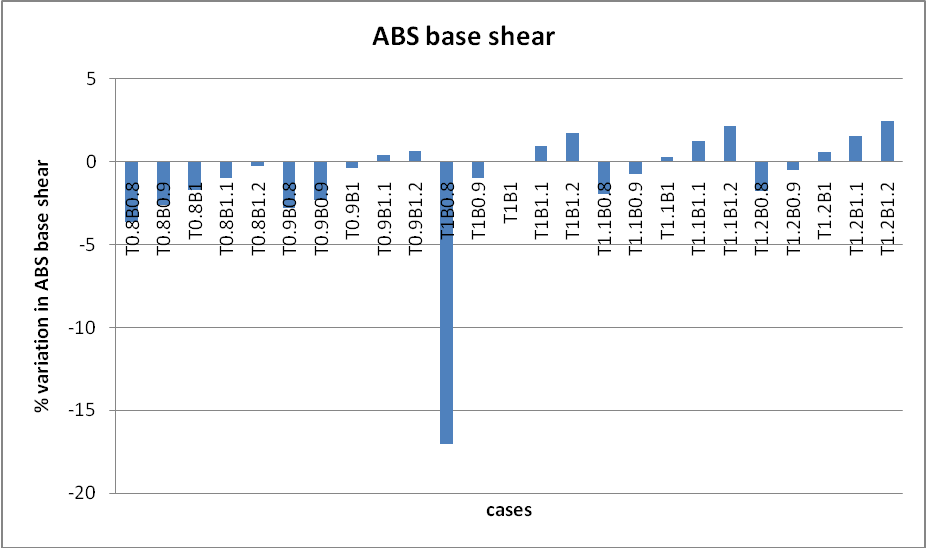 ABS base shear
% variation in ABS base shear
5
0
-5
-10
-15
-20
T0.8B0.8
T0.8B0.9
T0.8B1
T0.8B1.1
T0.8B1.2
T0.9B0.8
T0.9B0.9
T0.9B1
T0.9B1.1
T0.9B1.2
T1B0.8
T1B0.9
T1B1
T1B1.1
T1B1.2
T1.1B0.8
T1.1B0.9
T1.1B1
T1.1B1.1
T1.1B1.2
T1.2B0.8
T1.2B0.9
T1.2B1
T1.2B1.1
T1.2B1.2
cases